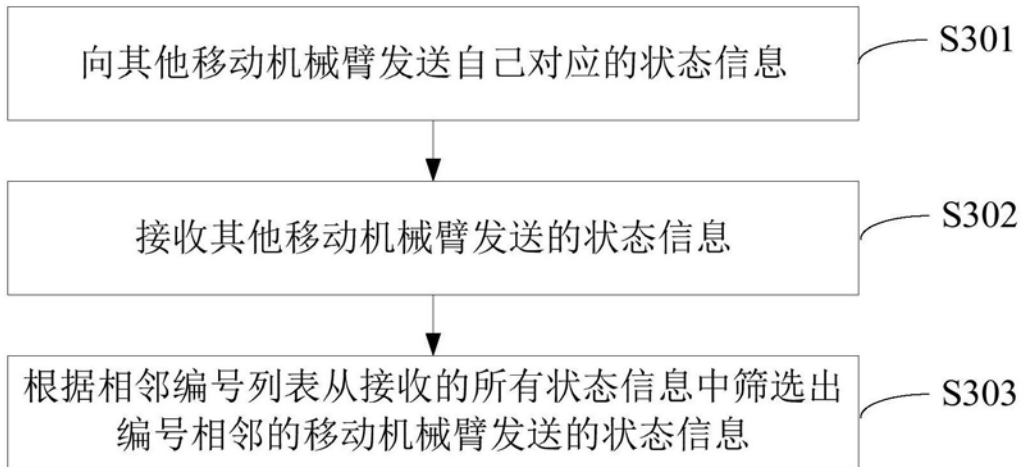 向其他移动机械臂发送自己对应的状态信息
S301
接收其他移动机械臂发送的状态信息
S302
根据相邻编号列表从接收的所有状态信息中筛选出
编号相邻的移动机械臂发送的状态信息
S303